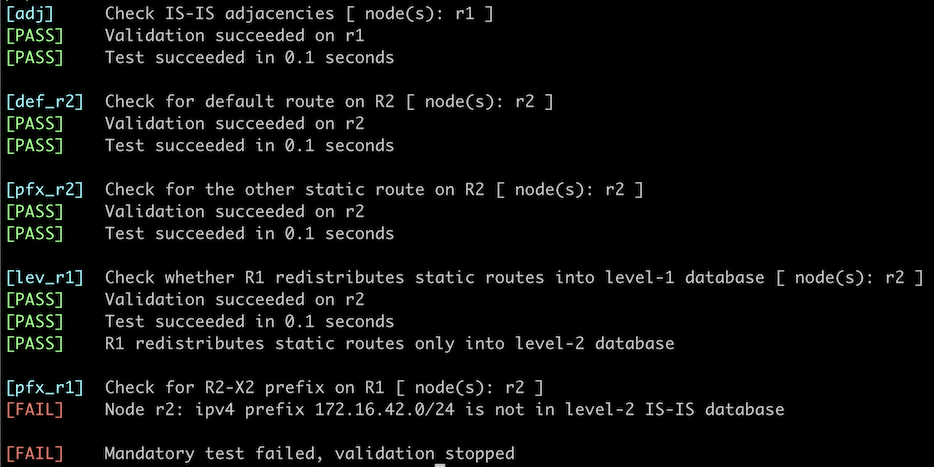 [adj] Check IS-IS adjacencies [ node(s): r1 ]
[PASS] Validation succeeded on r1
[PASS] Test succeeded in 0.1 seconds
[def_r2] Check for default route on R2 [ node(s): r2 ]
[PASS] Validation succeeded on r2
[PASS] Test succeeded in 0.1 seconds
[pfx_r2] Check for the other static route on R2 [ node(s): r2 ]
[PASS] Validation succeeded on r2
[PASS] Test succeeded in 0.1 seconds
[lev_r1] Check whether R1 redistributes static routes into level-1 database [ node(s): r2 ]
[PASS] Validation succeeded on r2
[PASS] Test succeeded in 0.1 seconds
[PASS] R1 redistributes static routes only into level-2 database
[pfx_r1] Check for R2-X2 prefix on R1 [ node(s): r2 ]
[FAIL] Node r2: ipv4 prefix 172.16.42.0/24 is not in level-2 IS-IS database
[FAIL] Mandatory test failed, validation stopped